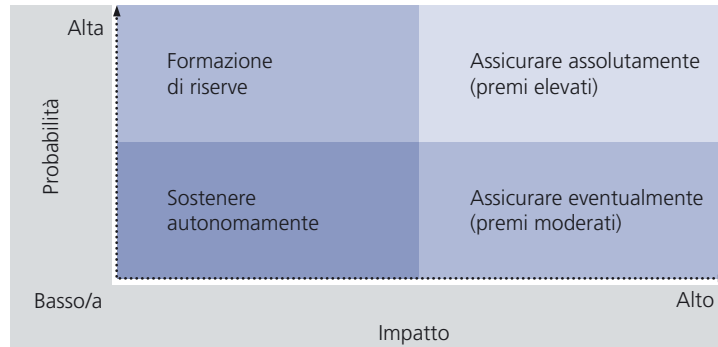 Alta
Formazione
di riserve
Assicurare assolutamente
(premi elevati)
Probabilità
Sostenere
autonomamente
Assicurare eventualmente
(premi moderati)
Basso/a
Alto
Impatto